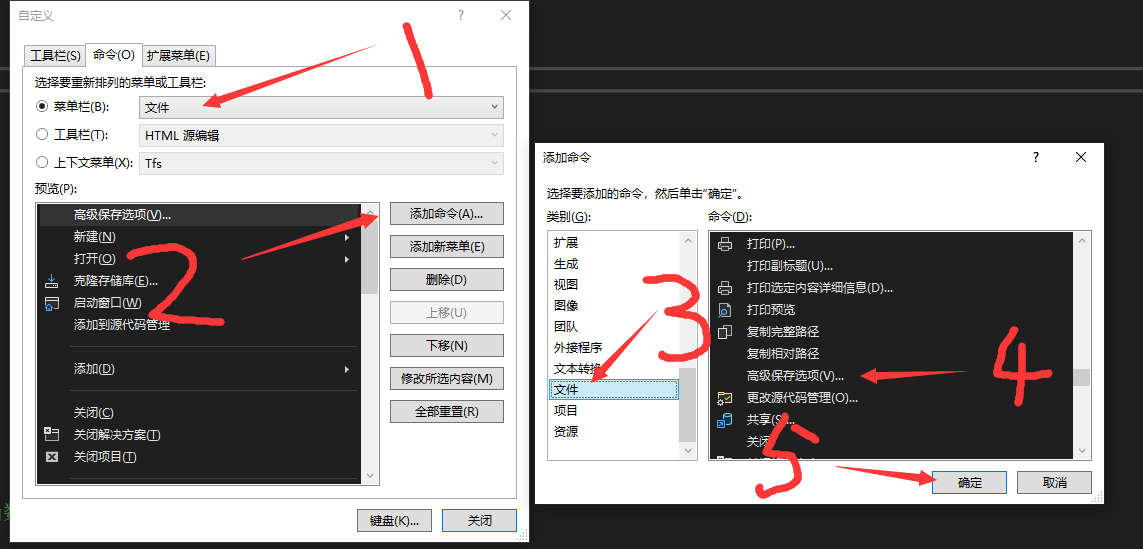 自定义
?
工具栏(S)
命令(O)
扩展菜单(E)
选择要重新排列的菜单或工具栏:
菜单栏(B):
文件
工具栏(T):
HTML 源编辑
上下文菜单(X):
Tfs
预览(P):
高级保存选项(V)...
新建(N)
打开(O)
克隆存储库(E)...
启动窗口(W)
添加到源代码管理
添加(D)
关闭(C)
关闭解决方案(T)
关闭项目(T)
添加命令(A)...
添加新菜单(E)
删除(D)
上移(U)
下移(N)
修改所选内容(M)
全部重置(R)
键盘(K)...
关闭
1
2
添加命令
?
选择要添加的命令，然后单击“确定”。
类别(G):
扩展
生成
视图
图像
团队
外接程序
文本转换
文件
项目
资源
命令(D):
打印(P)...
打印副标题(U)...
打印选定内容详细信息(D)...
打印预览
复制完整路径
复制相对路径
高级保存选项(V)...
更改源代码管理(O)...
共享(S)...
关闭
确定
取消
3
4
5